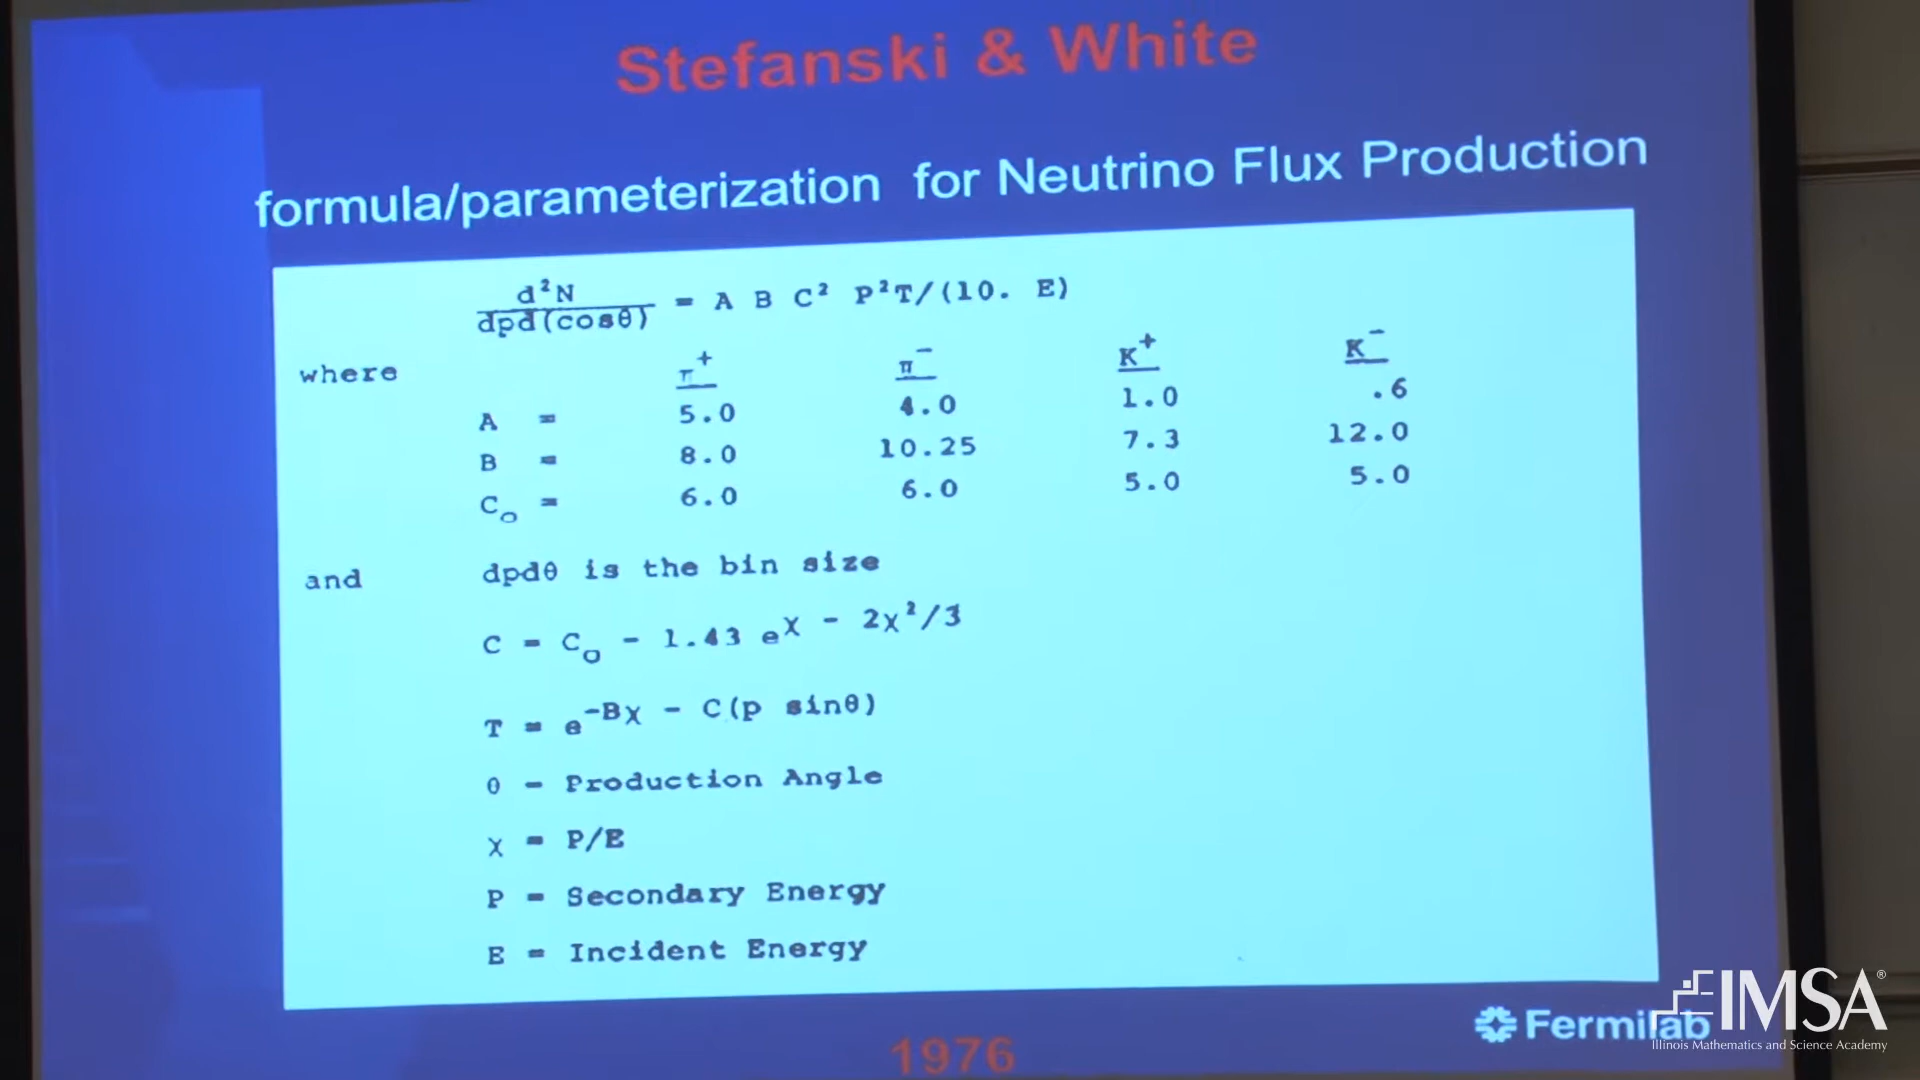 Stefanski & White
formula/parameterization for Neutrino Flux Production
d²N
dpd(cosθ) = A B C² P²T/(10. E)
where π⁺ π⁻ K⁺ K⁻
A = 5.0 4.0 1.0 .6
B = 8.0 10.25 7.3 12.0
C₀ = 6.0 6.0 5.0 5.0
and dpdθ is the bin size
C = C₀ - 1.43 eᵡ - 2χ²/3
T = e⁻ᴮᵡ - C(p sinθ)
θ - Production Angle
χ = P/E
P = Secondary Energy
E = Incident Energy
1976
Fermilab
IMSA®
Illinois Mathematics and Science Academy